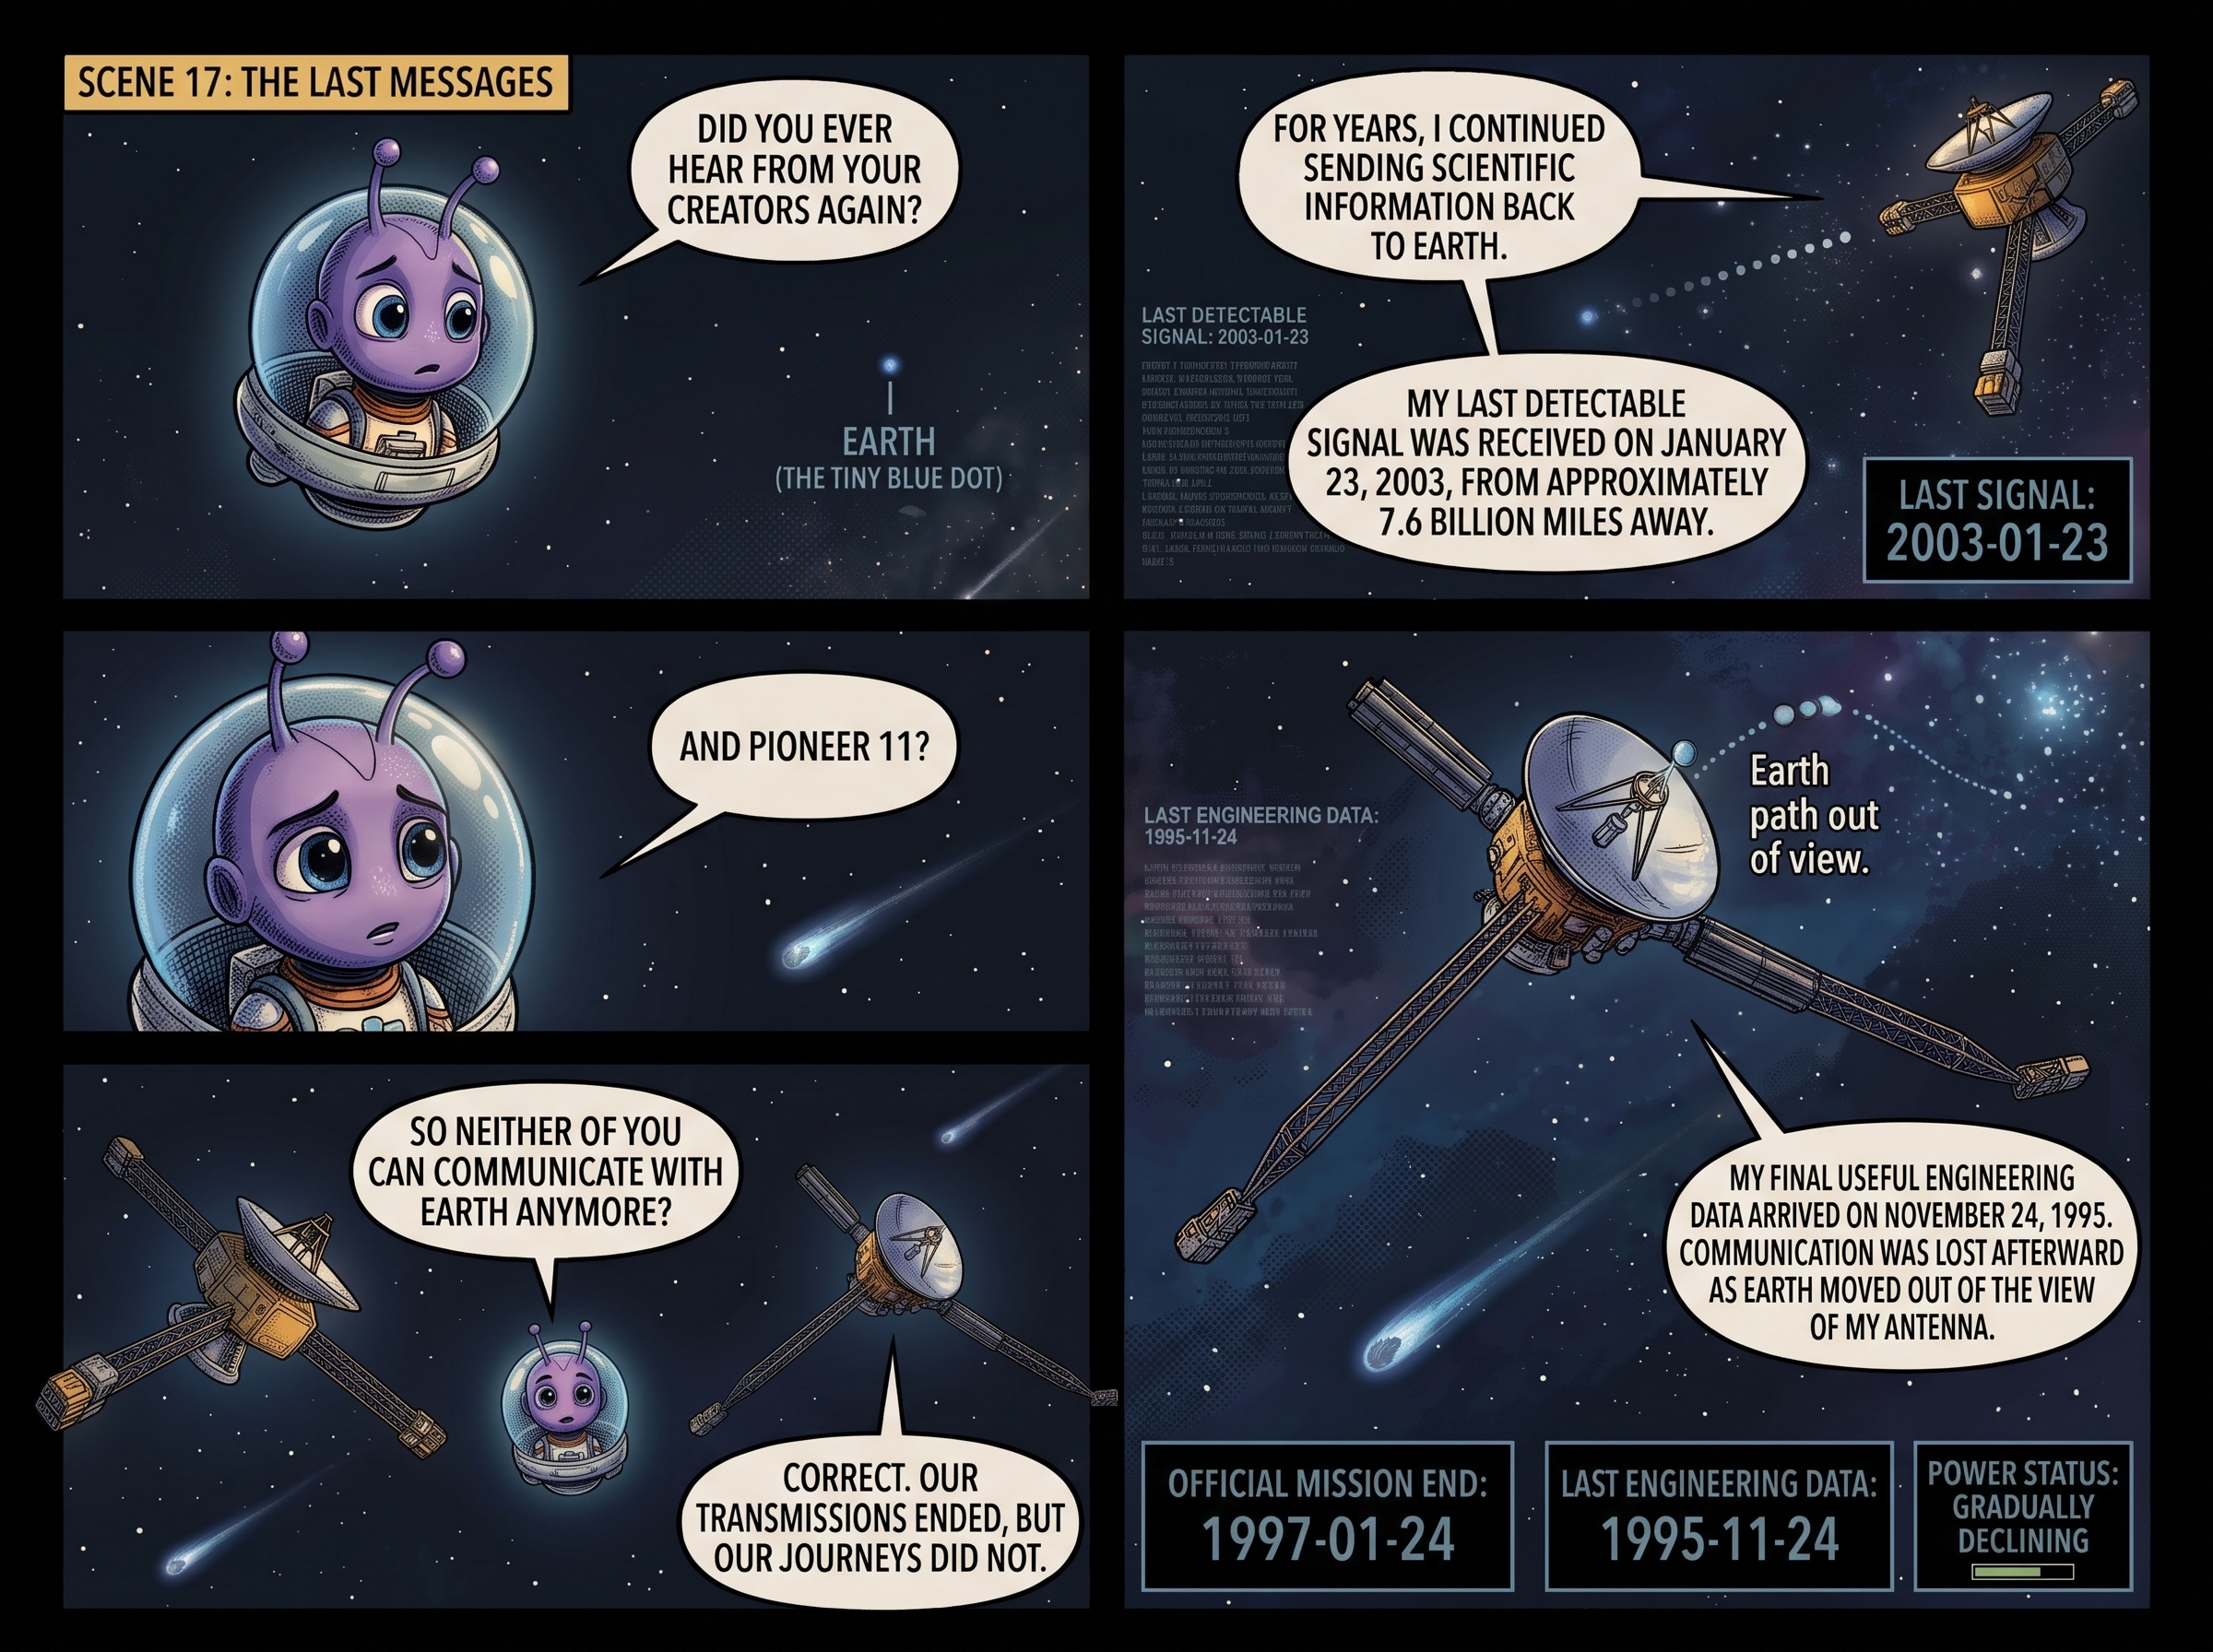 SCENE 17: THE LAST MESSAGES
DID YOU EVER
HEAR FROM YOUR
CREATORS AGAIN?
EARTH
(THE TINY BLUE DOT)
FOR YEARS, I CONTINUED
SENDING SCIENTIFIC
INFORMATION BACK
TO EARTH.
LAST DETECTABLE
SIGNAL: 2003-01-23
MY LAST DETECTABLE
SIGNAL WAS RECEIVED ON JANUARY
23, 2003, FROM APPROXIMATELY
7.6 BILLION MILES AWAY.
LAST SIGNAL:
2003-01-23
AND PIONEER 11?
Earth
path out
of view.
LAST ENGINEERING DATA:
1995-11-24
MY FINAL USEFUL ENGINEERING
DATA ARRIVED ON NOVEMBER 24, 1995.
COMMUNICATION WAS LOST AFTERWARD
AS EARTH MOVED OUT OF THE VIEW
OF MY ANTENNA.
OFFICIAL MISSION END:
1997-01-24
LAST ENGINEERING DATA:
1995-11-24
POWER STATUS:
GRADUALLY
DECLINING
SO NEITHER OF YOU
CAN COMMUNICATE WITH
EARTH ANYMORE?
CORRECT. OUR
TRANSMISSIONS ENDED, BUT
OUR JOURNEYS DID NOT.